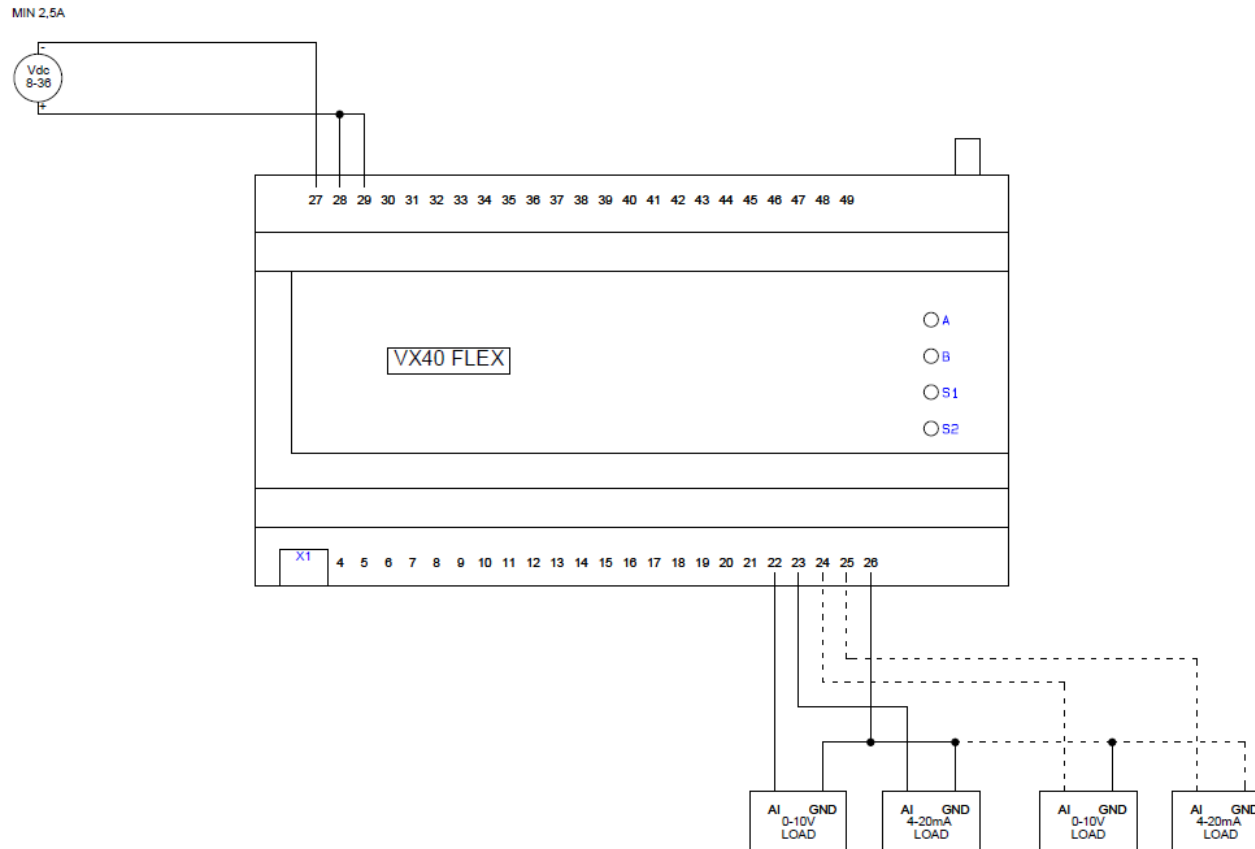 MIN 2,5A
-
Vdc
8-36
+
27 28 29 30 31 32 33 34 35 36 37 38 39 40 41 42 43 44 45 46 47 48 49
A
VX40 FLEX
B
S1
S2
X1 4 5 6 7 8 9 10 11 12 13 14 15 16 17 18 19 20 21 22 23 24 25 26
AI GND AI GND AI GND AI GND
0-10V 4-20mA 0-10V 4-20mA
LOAD LOAD LOAD LOAD